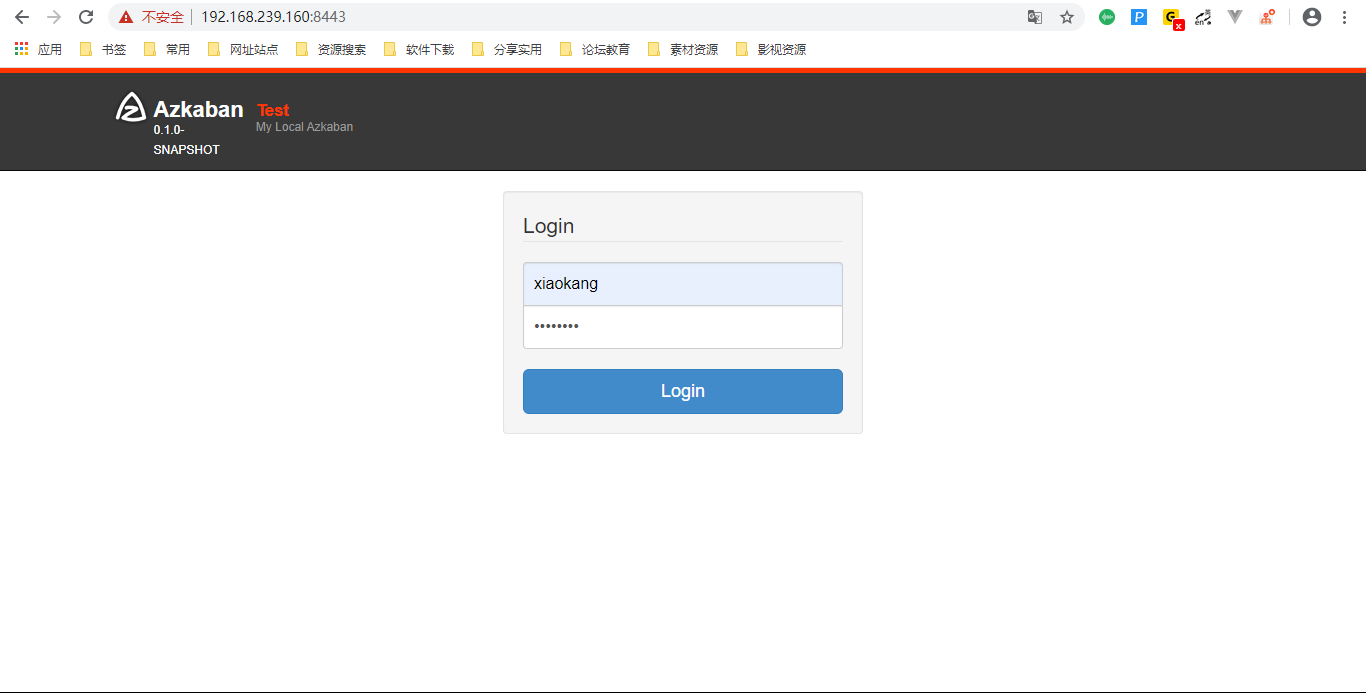 不安全 192.168.239.160:8443
应用 书签 常用 网址站点 资源搜索 软件下载 分享实用 论坛教育 素材资源 影视资源
Azkaban Test
My Local Azkaban
0.1.0-
SNAPSHOT
Login
xiaokang
••••••••
Login